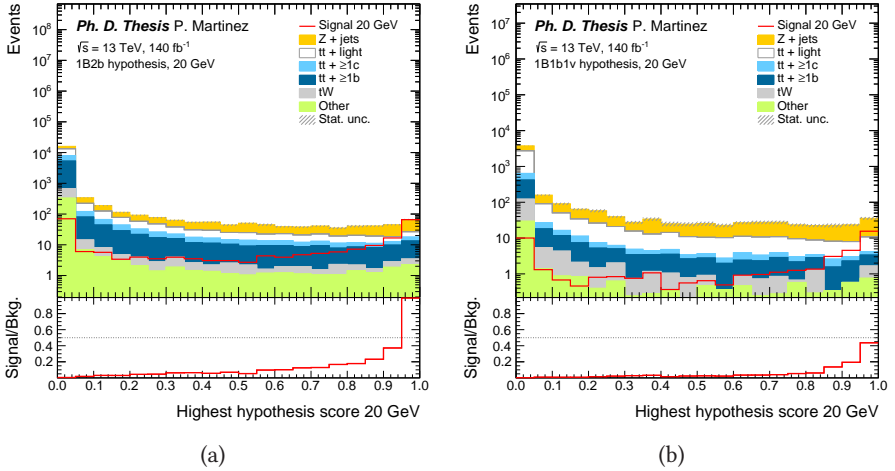 Events
10⁸
10⁷
10⁶
10⁵
10⁴
10³
10²
10
1
Ph. D. Thesis P. Martinez
√s = 13 TeV, 140 fb⁻¹
1B2b hypothesis, 20 GeV
Signal 20 GeV
Z + jets
tt + light
tt + ≥1c
tt + ≥1b
tW
Other
Stat. unc.
Signal/Bkg.
0.8
0.6
0.4
0.2
0.0 0.1 0.2 0.3 0.4 0.5 0.6 0.7 0.8 0.9 1.0
Highest hypothesis score 20 GeV
(a)
Events
10⁷
10⁶
10⁵
10⁴
10³
10²
10
1
Ph. D. Thesis P. Martinez
√s = 13 TeV, 140 fb⁻¹
1B1b1v hypothesis, 20 GeV
Signal 20 GeV
Z + jets
tt + light
tt + ≥1c
tt + ≥1b
tW
Other
Stat. unc.
Signal/Bkg.
0.8
0.6
0.4
0.2
0.0 0.1 0.2 0.3 0.4 0.5 0.6 0.7 0.8 0.9 1.0
Highest hypothesis score 20 GeV
(b)